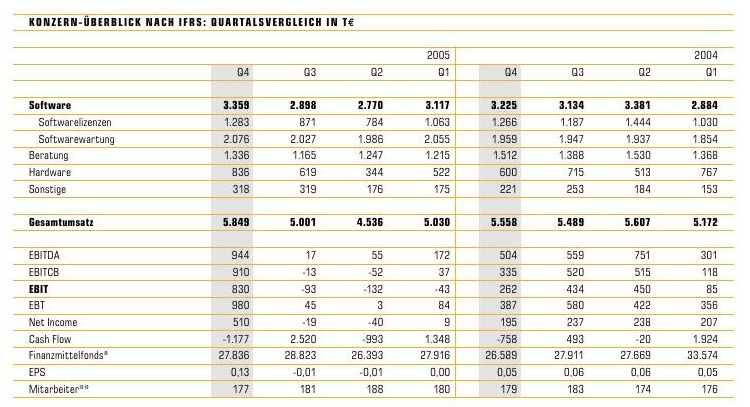 KONZERN-ÜBERBLICK NACH IFRS: QUARTALSVERGLEICH IN T€
2005 2004
Q4 Q3 Q2 Q1 Q4 Q3 Q2 Q1
Software 3.359 2.898 2.770 3.117 3.225 3.134 3.381 2.884
Softwarelizenzen 1.283 871 784 1.063 1.266 1.187 1.444 1.030
Softwarewartung 2.076 2.027 1.986 2.055 1.959 1.947 1.937 1.854
Beratung 1.336 1.165 1.247 1.215 1.512 1.388 1.530 1.368
Hardware 836 619 344 522 600 715 513 767
Sonstige 318 319 176 175 221 253 184 153
Gesamtumsatz 5.849 5.001 4.536 5.030 5.558 5.489 5.607 5.172
EBITDA 944 17 55 172 504 559 751 301
EBITCB 910 -13 -52 37 335 520 515 118
EBIT 830 -93 -132 -43 262 434 450 85
EBT 980 45 3 84 387 580 422 356
Net Income 510 -19 -40 9 195 237 238 207
Cash Flow -1.177 2.520 -993 1.348 -758 493 -20 1.924
Finanzmittelfonds* 27.836 28.823 26.393 27.916 26.589 27.911 27.669 33.574
EPS 0,13 -0,01 -0,01 0,00 0,05 0,06 0,06 0,05
Mitarbeiter** 177 181 188 180 179 183 174 176